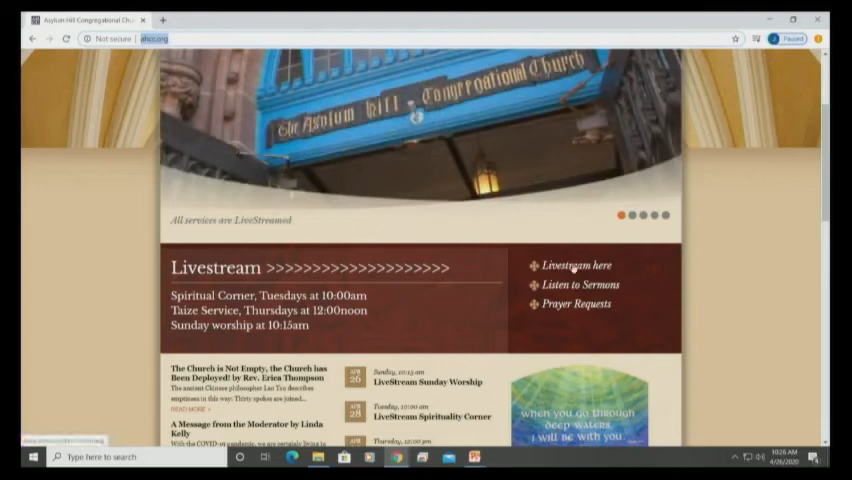 Asylum Hill Congregational Chu
Not secure | ahcc.org
Paused
The Asylum Hill Congregational Church
All services are LiveStreamed
Livestream >>>>>>>>>>>>>>>>>>>>
Spiritual Corner, Tuesdays at 10:00am
Taize Service, Thursdays at 12:00noon
Sunday worship at 10:15am
Livestream here
Listen to Sermons
Prayer Requests
The Church is Not Empty, the Church has
Been Deployed! by Rev. Erica Thompson
The ancient Chinese philosopher Lao Tzu describes
emptiness in this way: Thirty spokes are joined...
READ MORE >
A Message from the Moderator by Linda
Kelly
With the COVID-19 pandemic, we are certainly living in
APR
26
Sunday, 10:15 am
LiveStream Sunday Worship
APR
28
Tuesday, 10:00 am
LiveStream Spirituality Corner
Thursday, 12:00 pm
when you go through
deep waters,
I will be with you
Type here to search
10:26 AM
4/26/2020